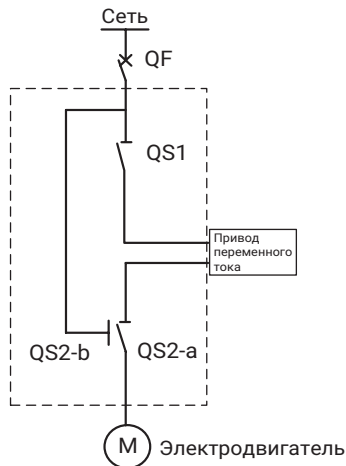 Сеть
QF
QS1
Привод
переменного
тока
QS2-b
QS2-a
M
Электродвигатель